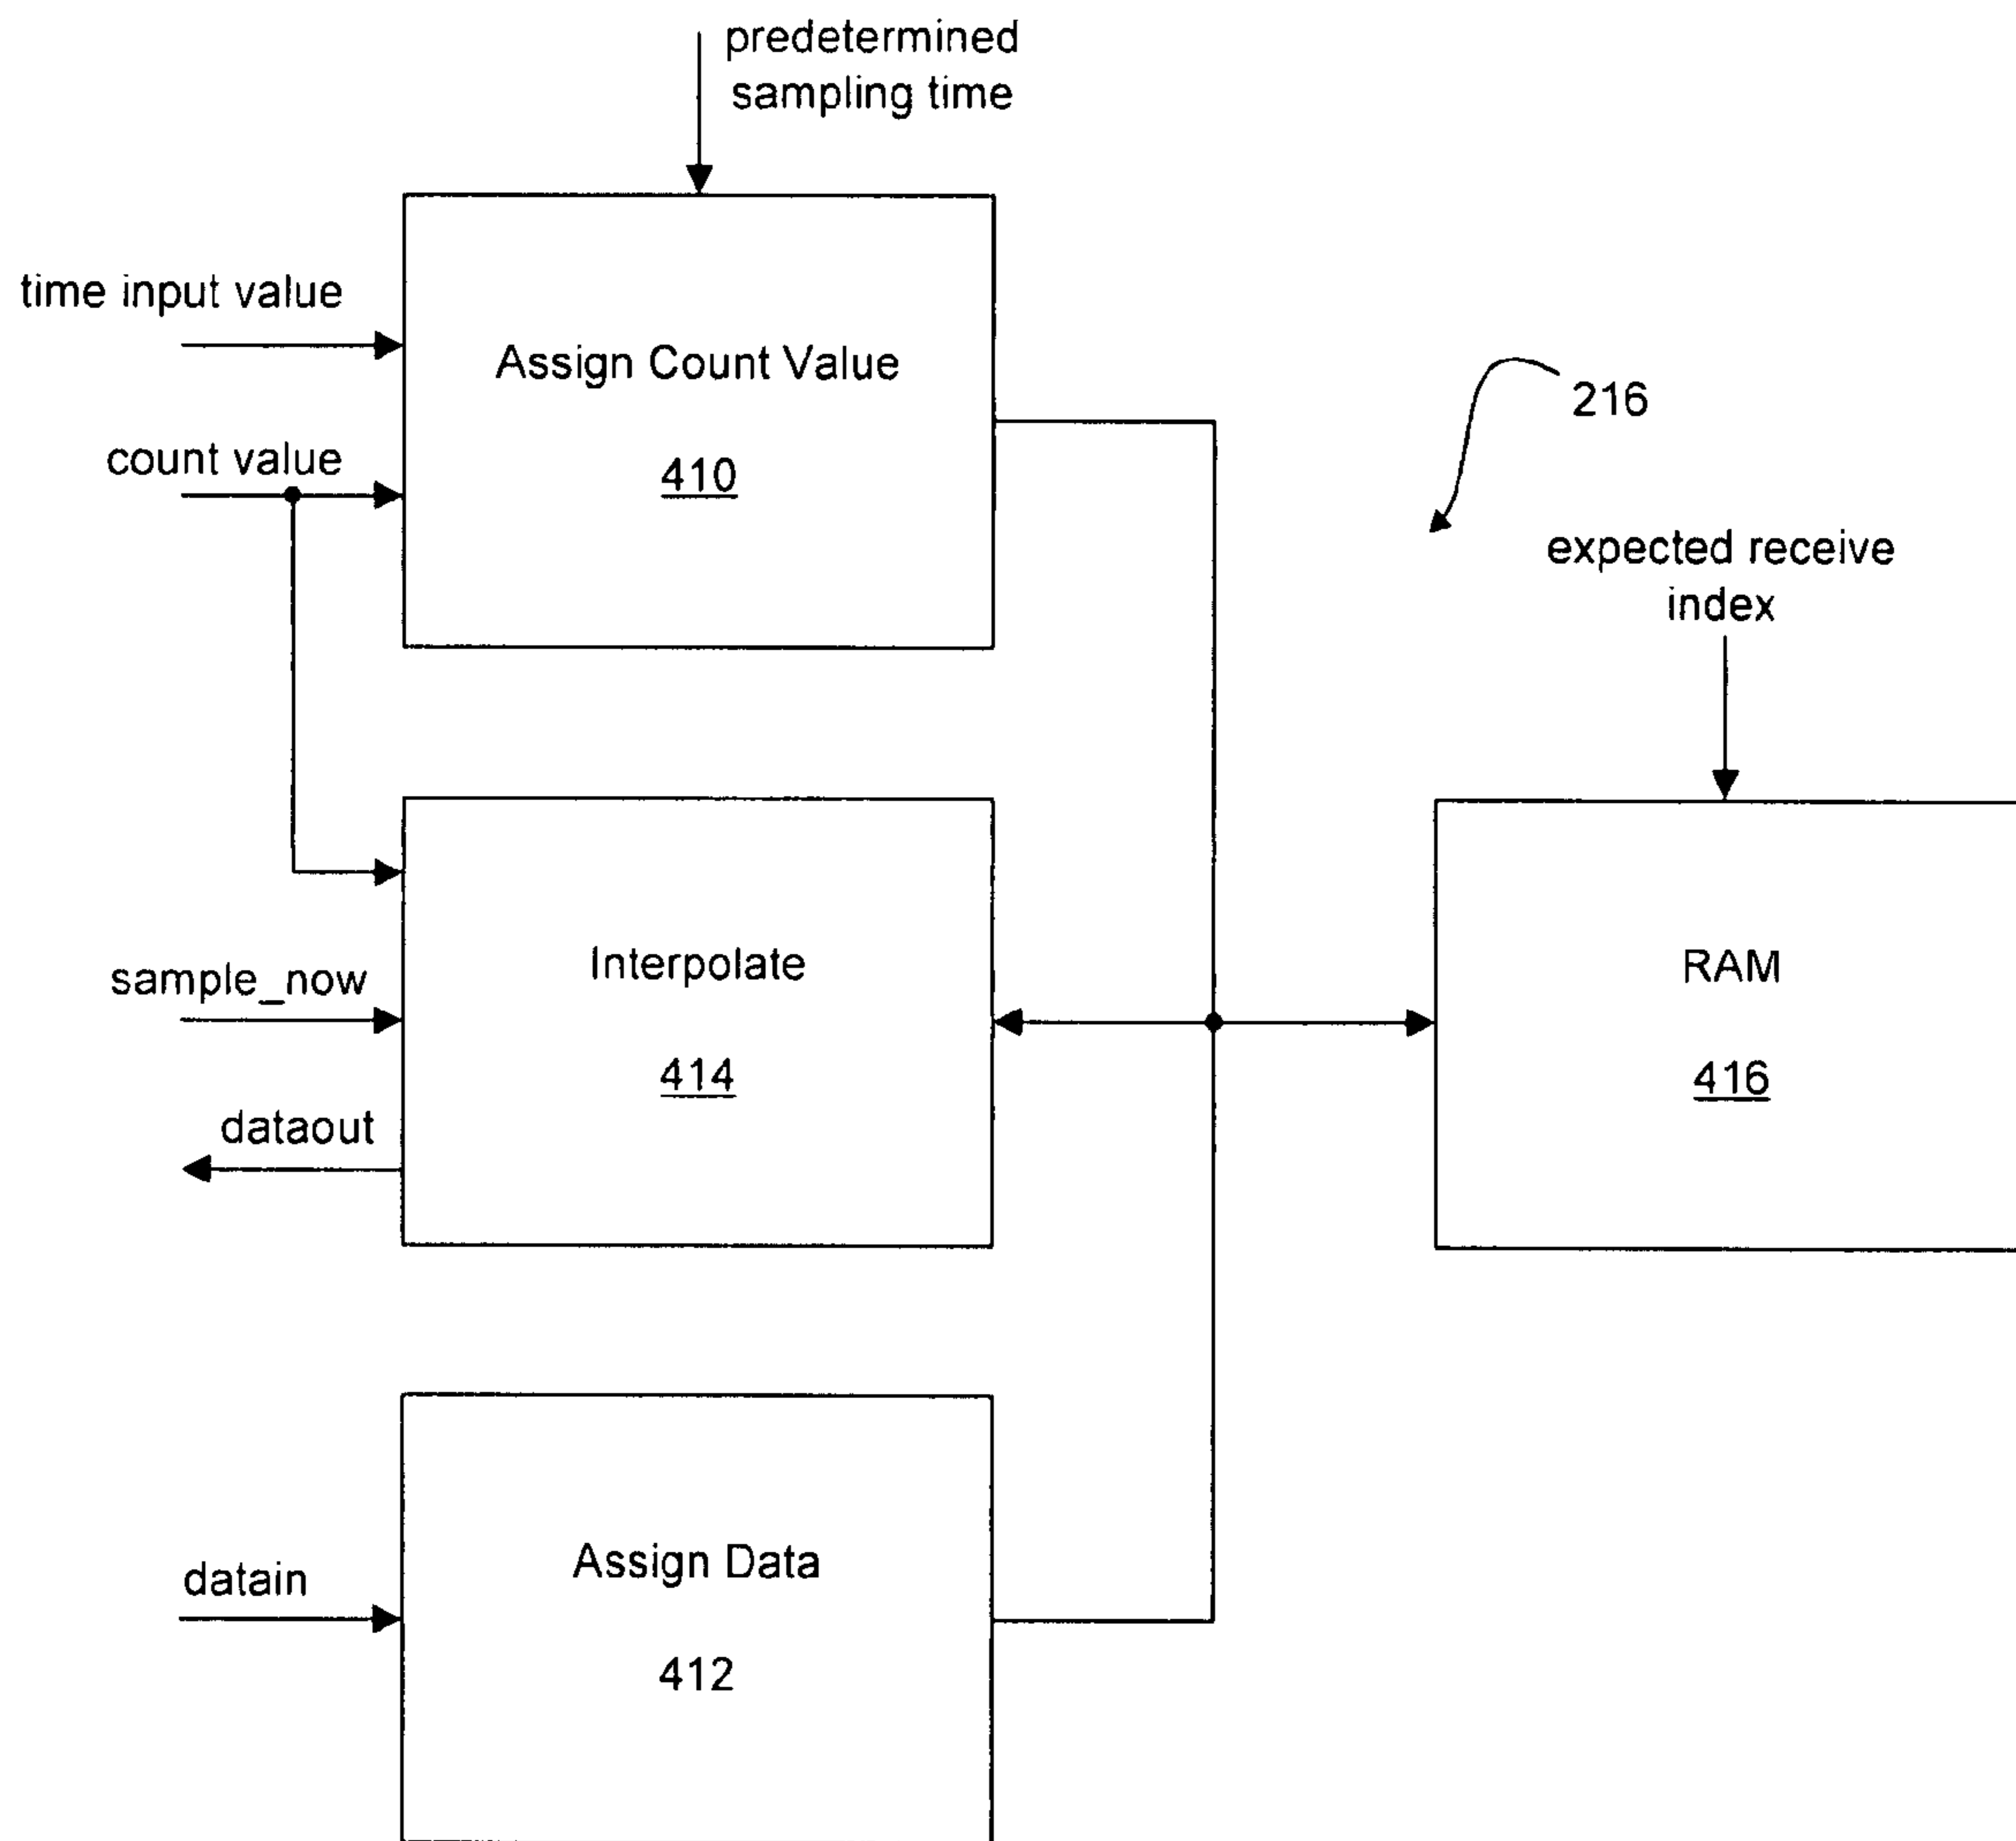 predetermined
sampling time
time input value
Assign Count Value
count value
410
216
expected receive
index
Interpolate
sample_now
414
dataout
RAM
416
Assign Data
datain
412